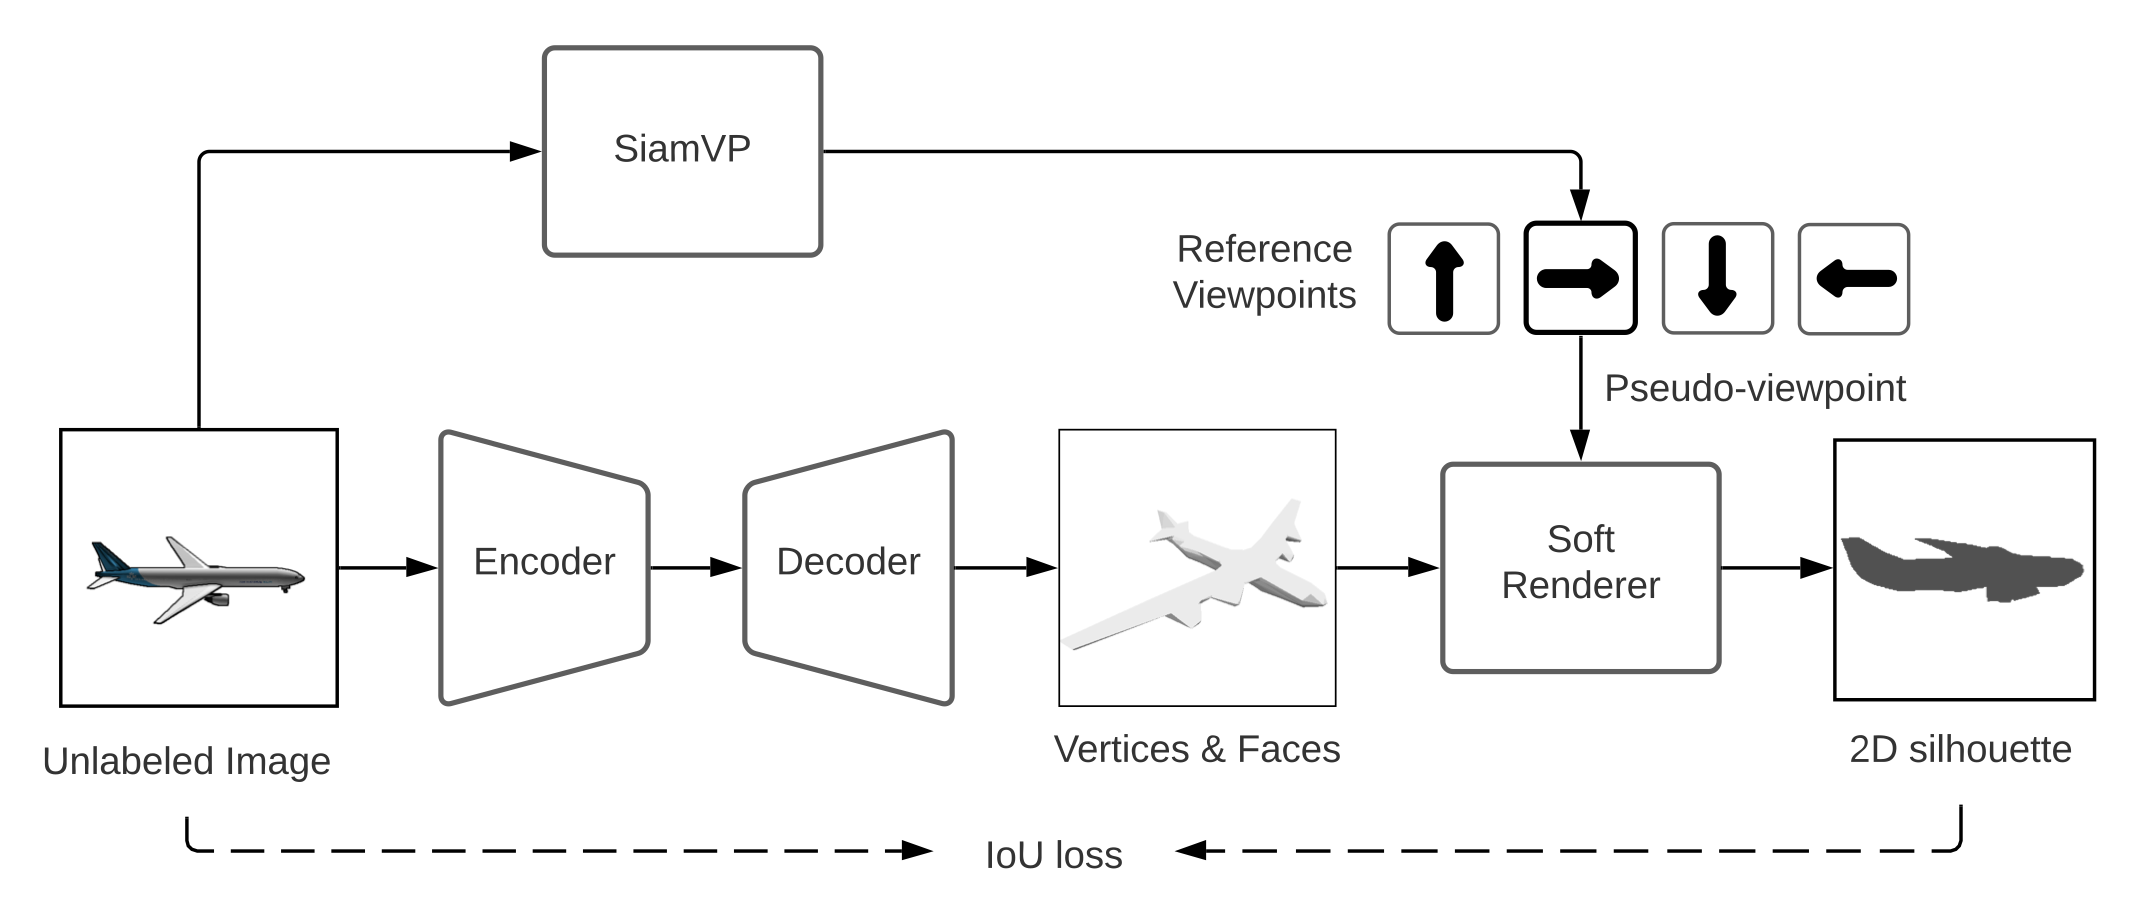 SiamVP
Reference
Viewpoints
Pseudo-viewpoint
Encoder
Decoder
Soft
Renderer
Unlabeled Image
Vertices & Faces
2D silhouette
IoU loss